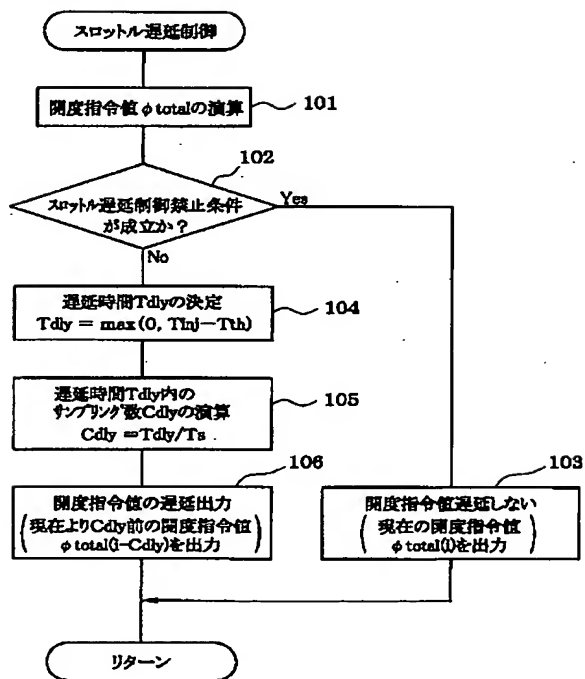 スロットル遅延制御
開度指令値φtotalの演算
101
102
スロットル遅延制御禁止条件
が成立か?
Yes
No
遅延時間Tdlyの決定
Tdly = max(0, Tinj-Tth)
104
遅延時間Tdly内の
サンプリング数Cdlyの演算
Cdly =Tdly/Ts
105
106
開度指令値の遅延出力
(現在よりCdly前の開度指令値
φtotal(i-Cdly)を出力)
103
開度指令値遅延しない
(現在の開度指令値
φtotal(i)を出力)
リターン